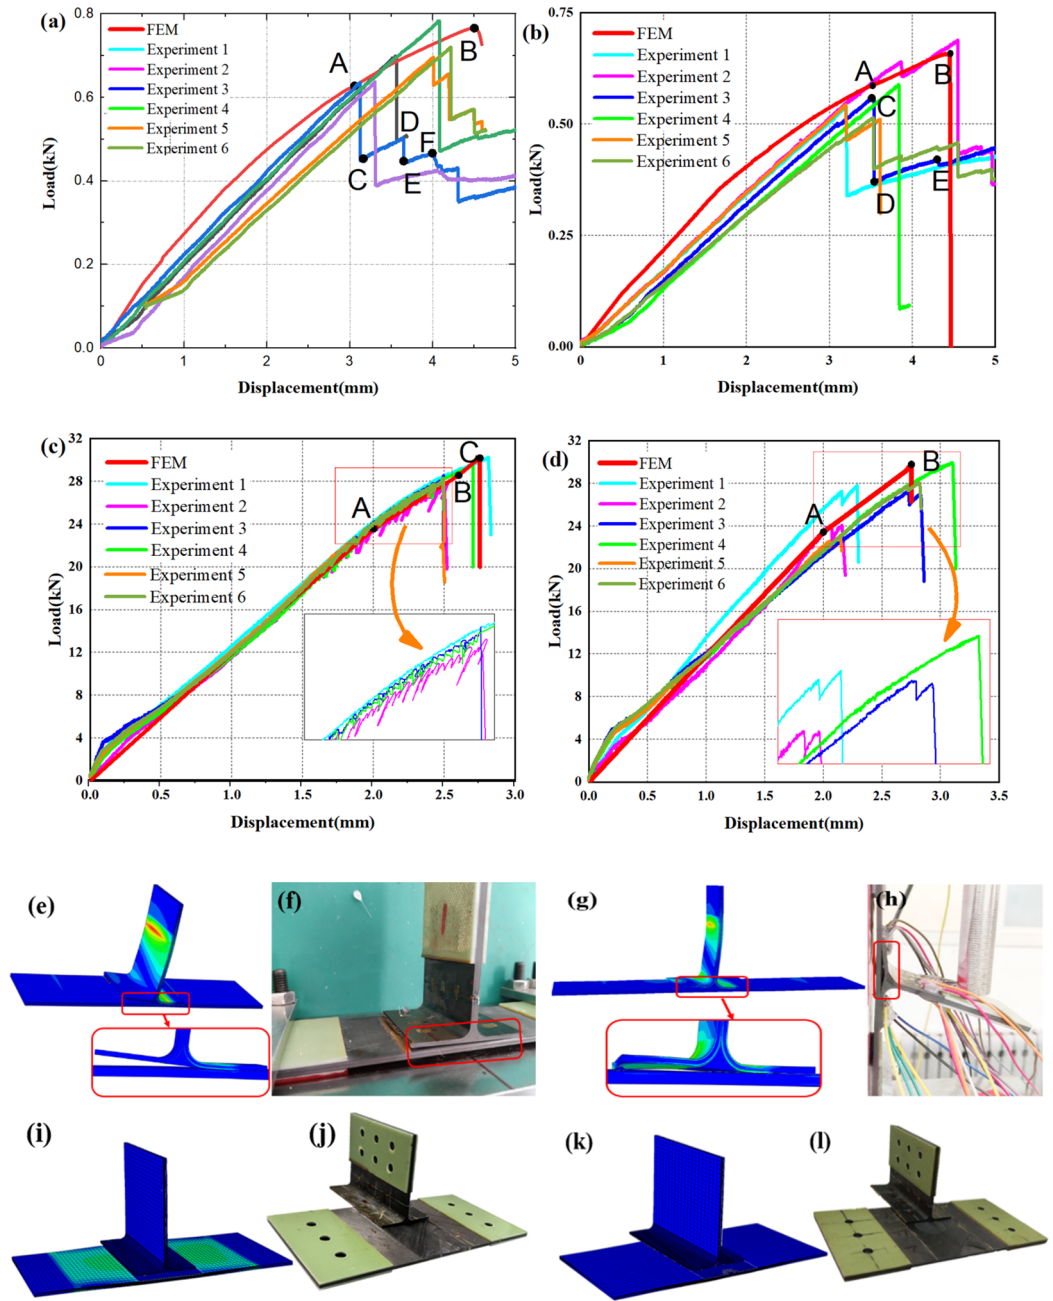 (a)
Load(kN)
0.8
0.6
0.4
0.2
0.0
0
1
2
3
4
5
Displacement(mm)
FEM
Experiment 1
Experiment 2
Experiment 3
Experiment 4
Experiment 5
Experiment 6
A
B
C
D
E
F
(b)
Load(kN)
0.75
0.50
0.25
0.00
0
1
2
3
4
5
Displacement(mm)
FEM
Experiment 1
Experiment 2
Experiment 3
Experiment 4
Experiment 5
Experiment 6
A
B
C
D
E
(c)
Load(kN)
32
28
24
20
16
12
8
4
0
0.0
0.5
1.0
1.5
2.0
2.5
3.0
Displacement(mm)
FEM
Experiment 1
Experiment 2
Experiment 3
Experiment 4
Experiment 5
Experiment 6
A
B
C
(d)
Load(kN)
32
28
24
20
16
12
8
4
0
0.0
0.5
1.0
1.5
2.0
2.5
3.0
3.5
Displacement(mm)
FEM
Experiment 1
Experiment 2
Experiment 3
Experiment 4
Experiment 5
Experiment 6
A
B
(e)
(f)
(g)
(h)
(i)
(j)
(k)
(l)